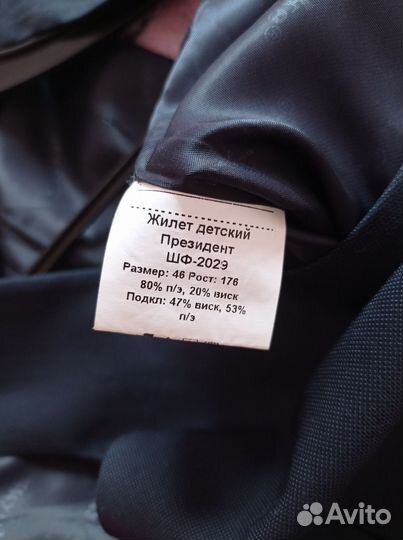 Жилет детский
Президент
ШФ-2029
Размер: 46 Рост: 176
80% п/э, 20% виск
Подкл: 47% виск, 53%
п/э
Avito